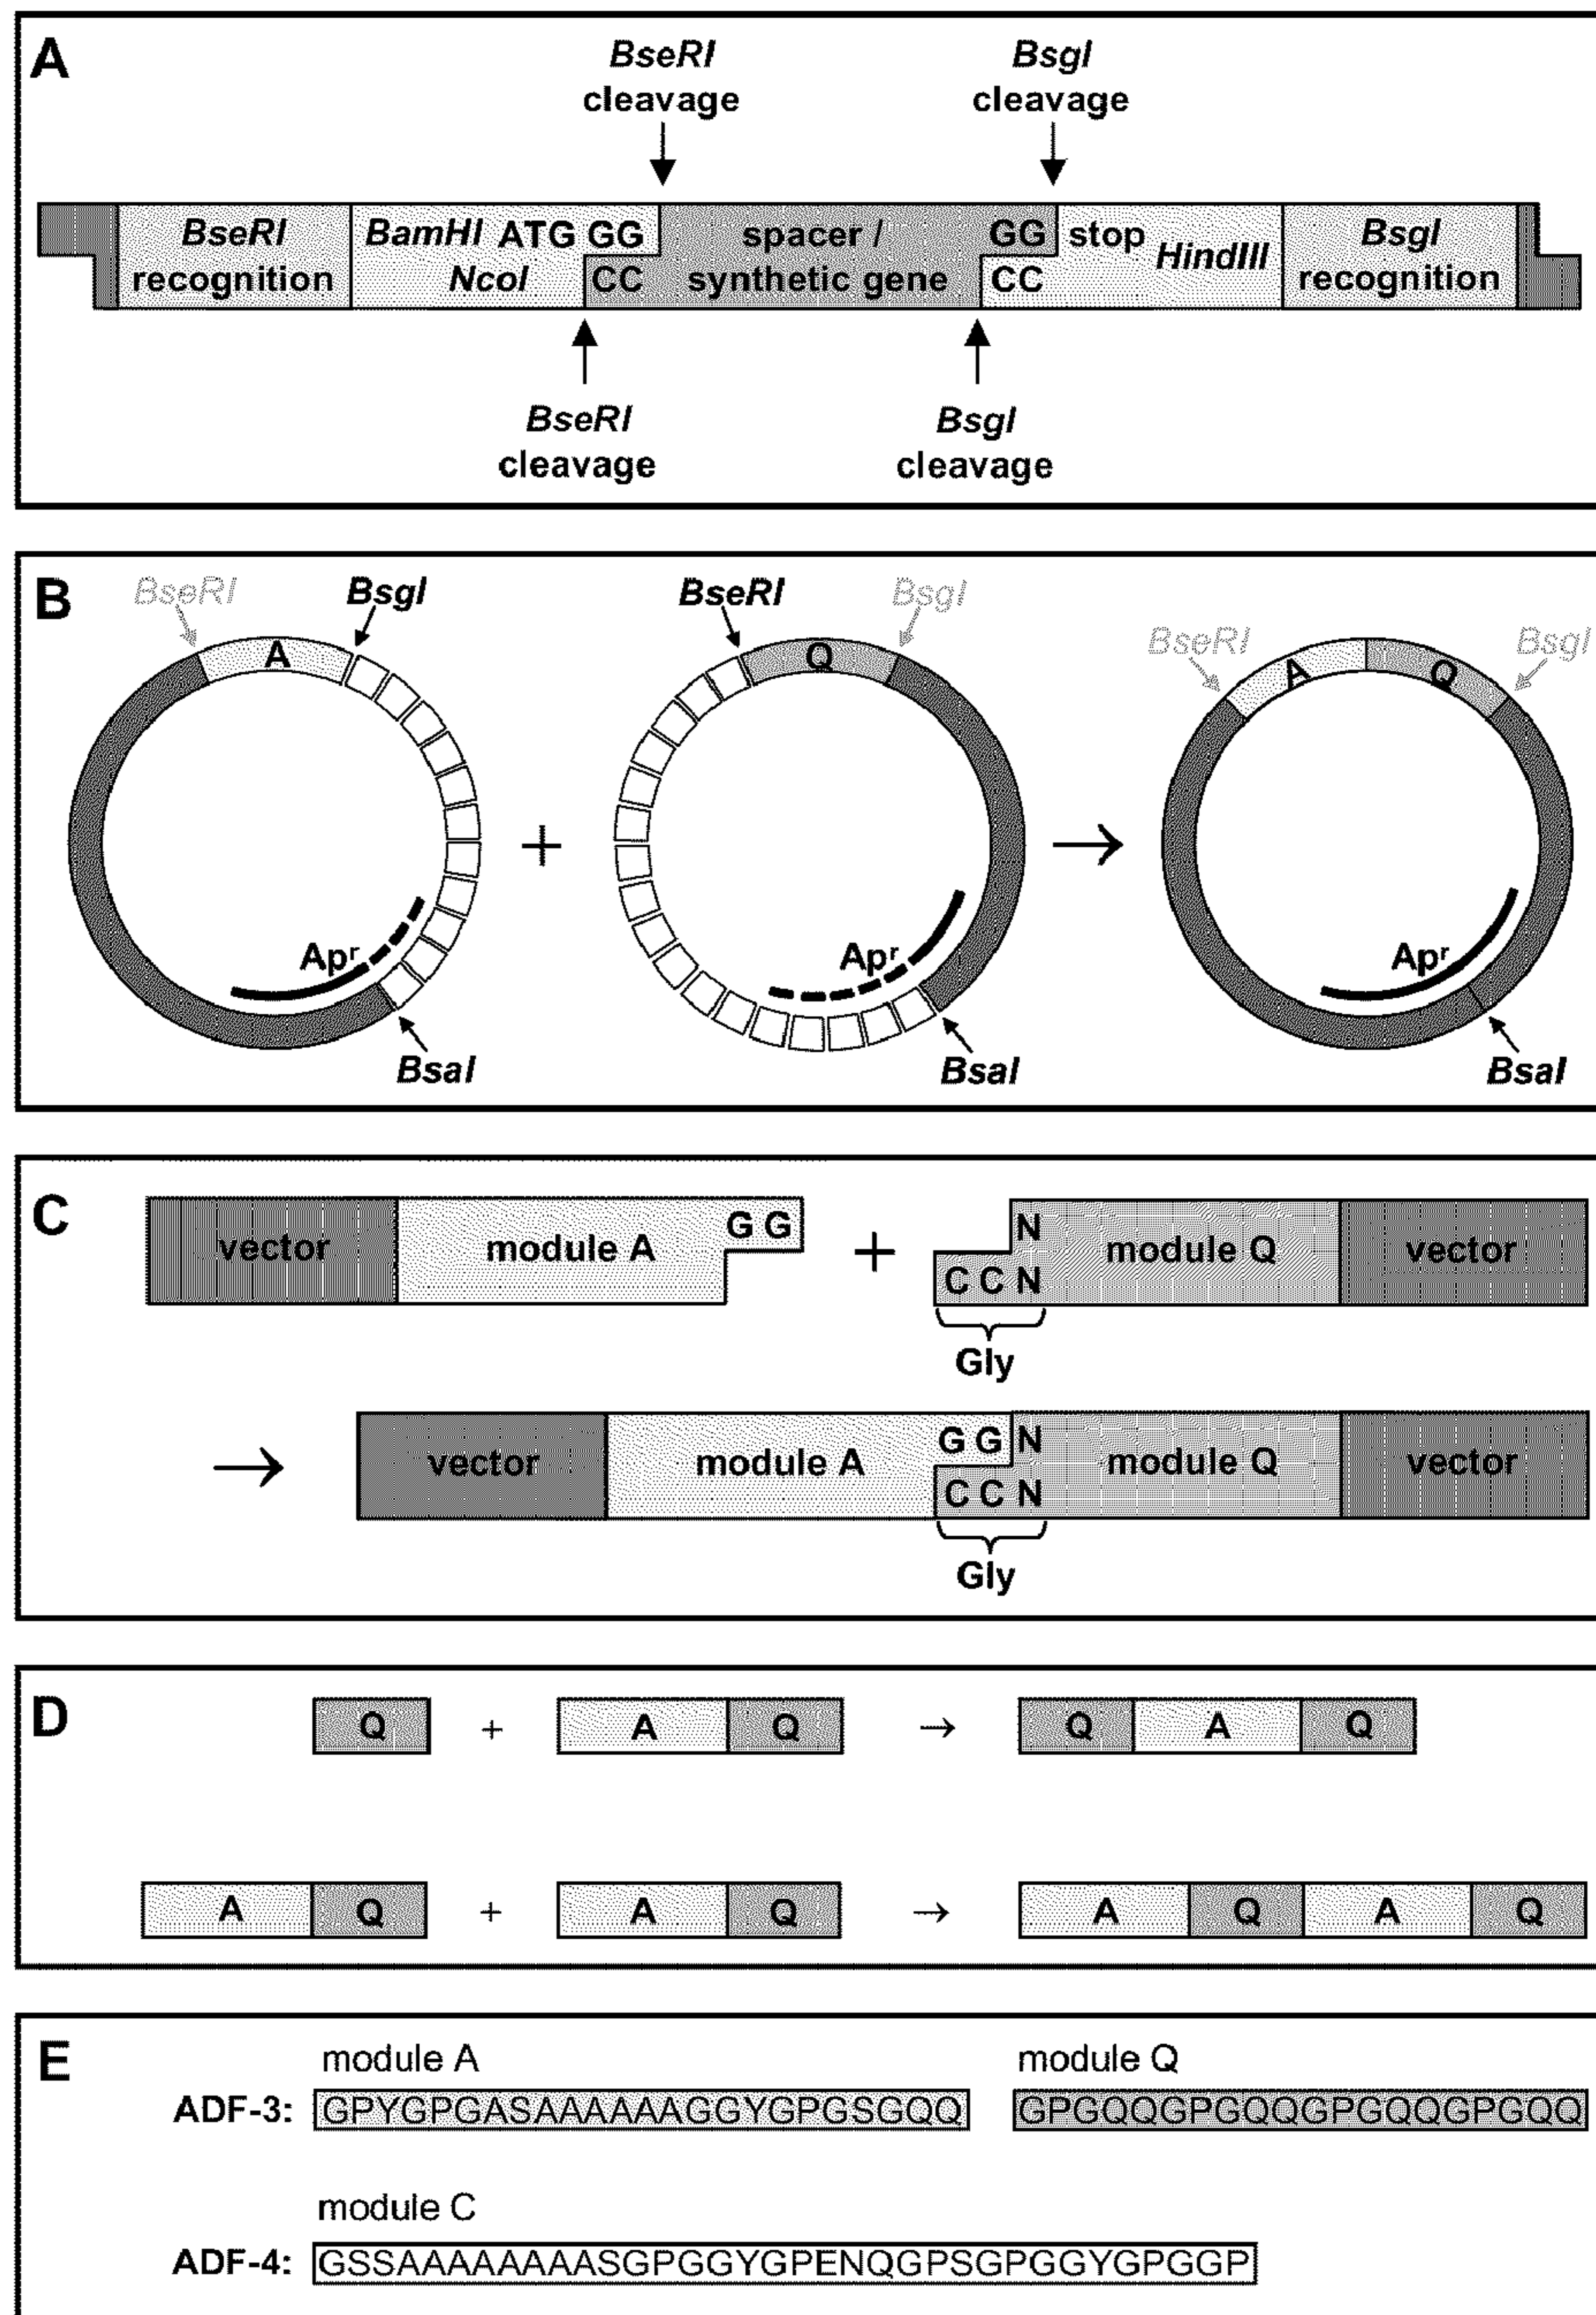 A
BseRI
cleavage
BsgI
cleavage
BseRI
recognition
BamHI ATG GG
NcoI CC
spacer /
synthetic gene
GG stop
CC HindIII
BsgI
recognition
BseRI
cleavage
BsgI
cleavage
B
BseRI
BsgI
A
Apr
BsaI
+
BseRI
BsgI
Q
Apr
BsaI
→
BseRI
BsgI
A
Q
Apr
BsaI
C
vector
module A
G G
+
N
C C N
Gly
module Q
vector
→
vector
module A
G G N
C C N
Gly
module Q
vector
D
Q + A Q → Q A Q
A Q + A Q → A Q A Q
E
module A
module Q
ADF-3: GPYGPGASAAAAAAGGYGPGSGQQ GPGQQGPGQQGPGQQGPGQQ
module C
ADF-4: GSSAAAAAAAASGPGGYGPENQGPSGPGGYGPGGP